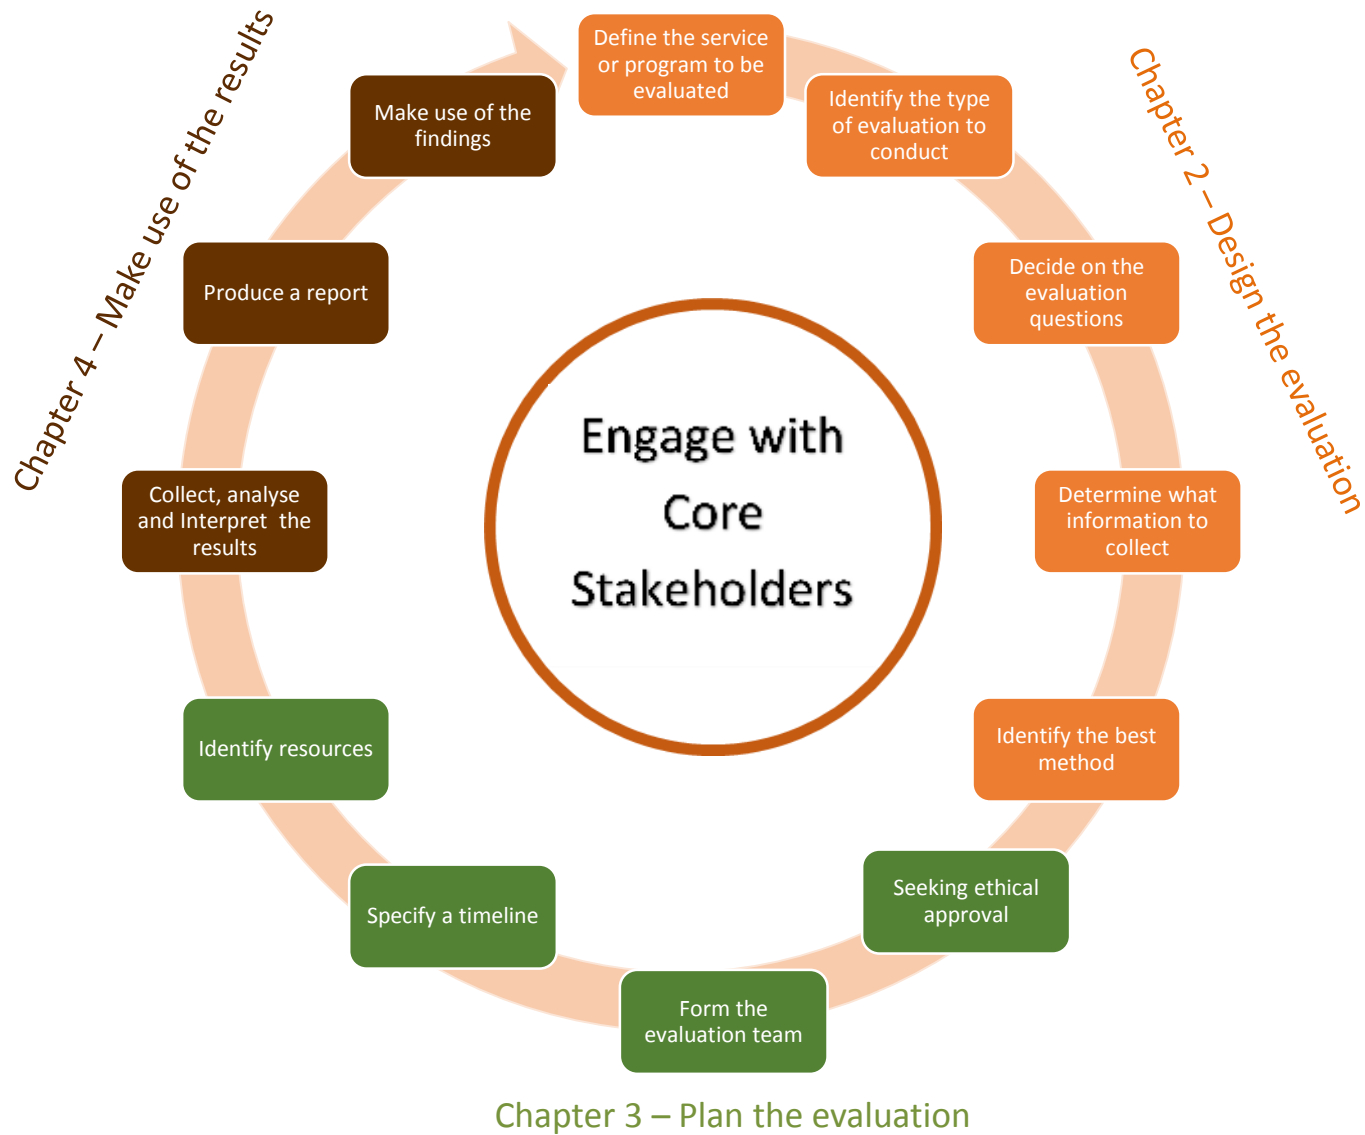 Define the service
or program to be
evaluated
Identify the type
of evaluation to
conduct
Decide on the
evaluation
questions
Determine what
information to
collect
Identify the best
method
Seeking ethical
approval
Form the
evaluation team
Specify a timeline
Identify resources
Collect, analyse
and Interpret the
results
Produce a report
Make use of the
findings
Engage with
Core
Stakeholders
Chapter 2 – Design the evaluation
Chapter 3 – Plan the evaluation
Chapter 4 – Make use of the results